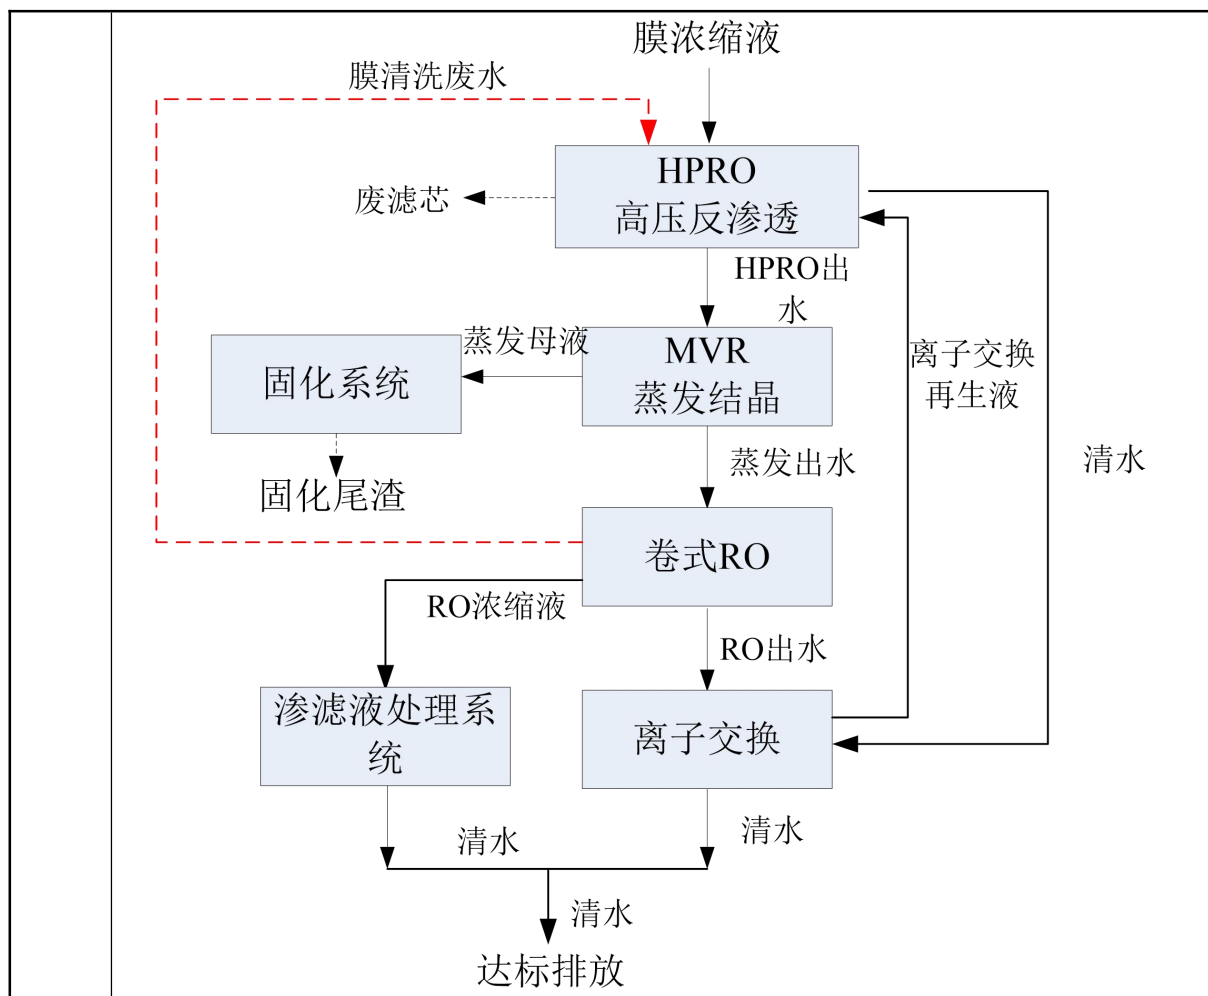 膜浓缩液
膜清洗废水
HPRO
高压反渗透
废滤芯
HPRO出
水
蒸发母液
MVR
蒸发结晶
固化系统
离子交换
再生液
清水
蒸发出水
固化尾渣
卷式RO
RO浓缩液
RO出水
渗滤液处理系
统
离子交换
清水
清水
清水
达标排放